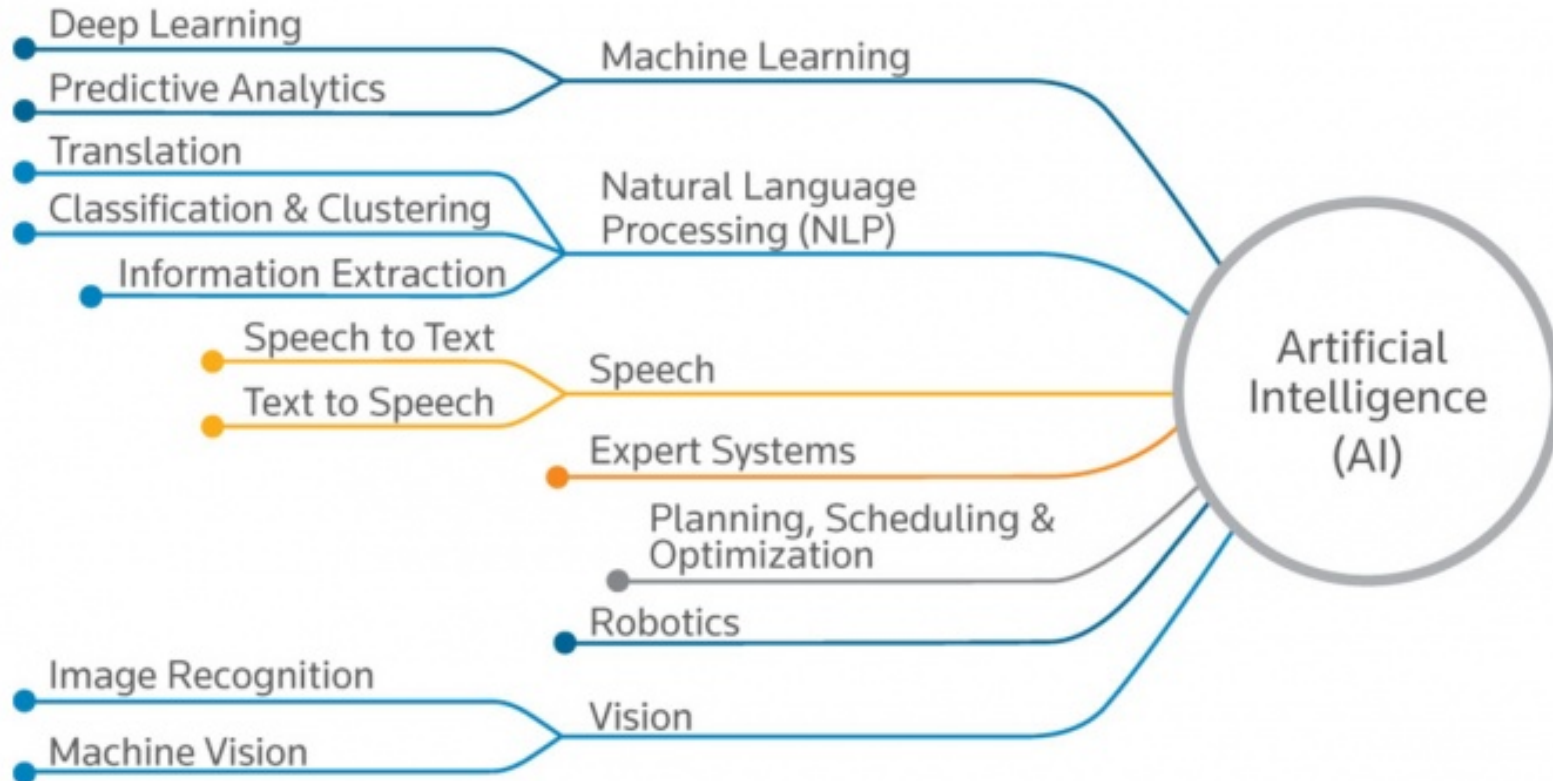 Deep Learning
Predictive Analytics
Machine Learning
Translation
Classification & Clustering
Information Extraction
Natural Language
Processing (NLP)
Speech to Text
Text to Speech
Speech
Expert Systems
Planning, Scheduling &
Optimization
Robotics
Image Recognition
Machine Vision
Vision
Artificial
Intelligence
(AI)